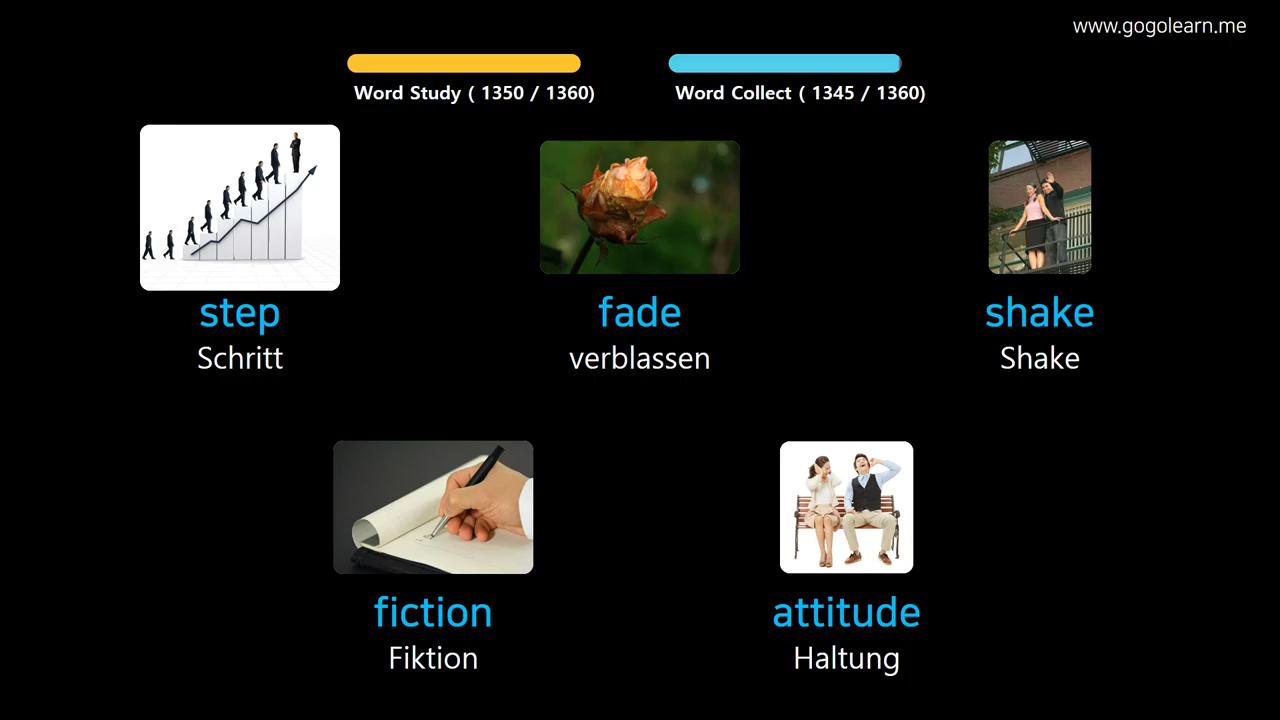 www.gogolearn.me
Word Study ( 1350 / 1360)
Word Collect ( 1345 / 1360)
step
Schritt
fade
verblassen
shake
Shake
fiction
Fiktion
attitude
Haltung